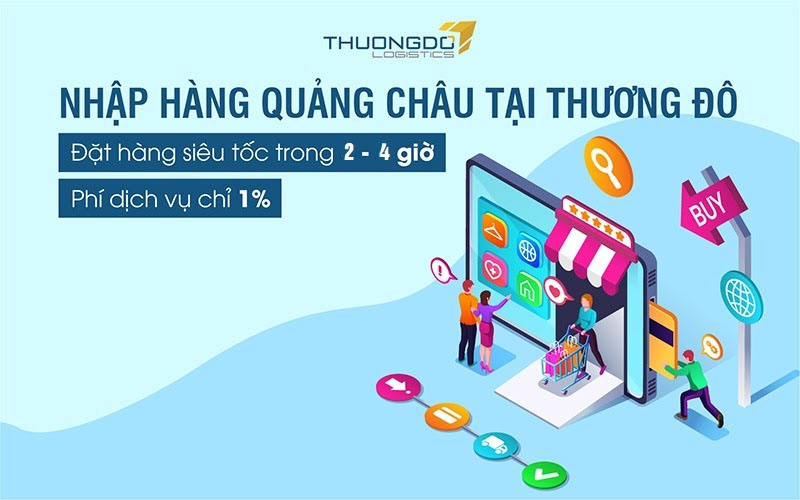 THUONGDO
LOGISTICS
NHẬP HÀNG QUẢNG CHÂU TẠI THƯƠNG ĐÔ
Đặt hàng siêu tốc trong 2 - 4 giờ
Phí dịch vụ chỉ 1%
BUY